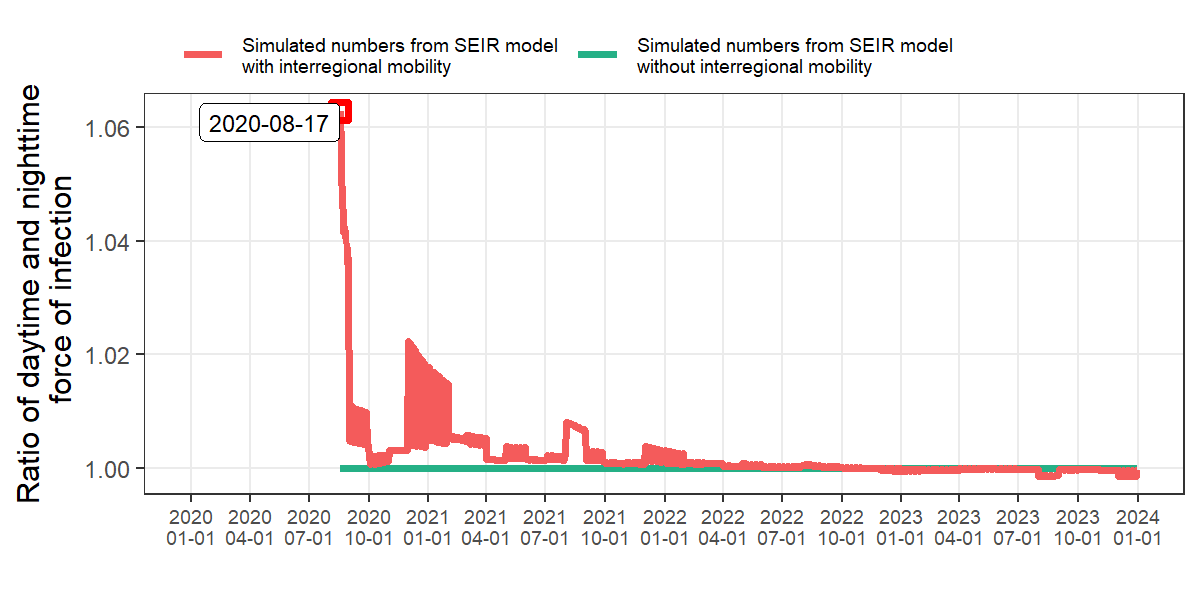 Simulated numbers from SEIR model
with interregional mobility
Simulated numbers from SEIR model
without interregional mobility
Ratio of daytime and nighttime
force of infection
2020-08-17
1.06
1.04
1.02
1.00
2020 2020 2020 2020 2021 2021 2021 2021 2022 2022 2022 2022 2023 2023 2023 2023 2024
01-01 04-01 07-01 10-01 01-01 04-01 07-01 10-01 01-01 04-01 07-01 10-01 01-01 04-01 07-01 10-01 01-01